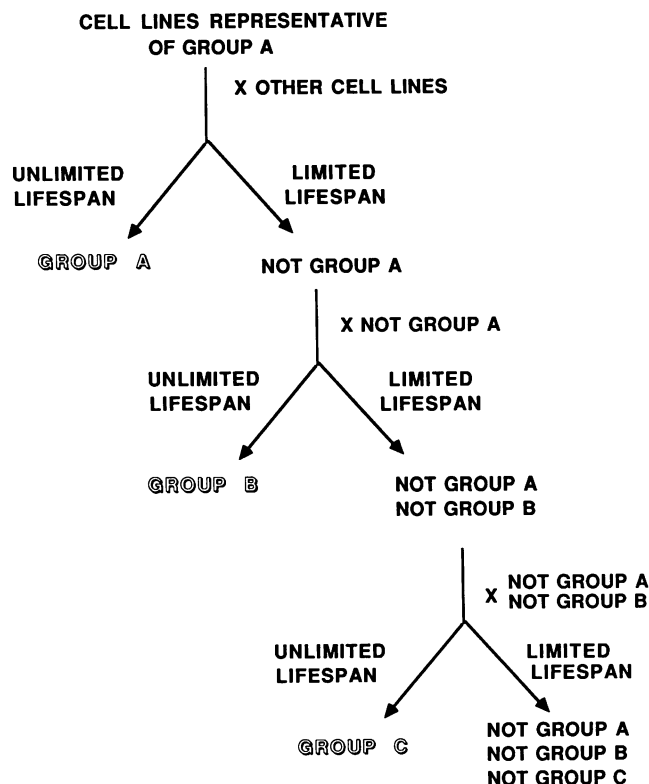 CELL LINES REPRESENTATIVE
OF GROUP A
X OTHER CELL LINES
UNLIMITED
LIFESPAN
LIMITED
LIFESPAN
GROUP A
NOT GROUP A
X NOT GROUP A
UNLIMITED
LIFESPAN
LIMITED
LIFESPAN
GROUP B
NOT GROUP A
NOT GROUP B
X NOT GROUP A
NOT GROUP B
UNLIMITED
LIFESPAN
LIMITED
LIFESPAN
GROUP C
NOT GROUP A
NOT GROUP B
NOT GROUP C